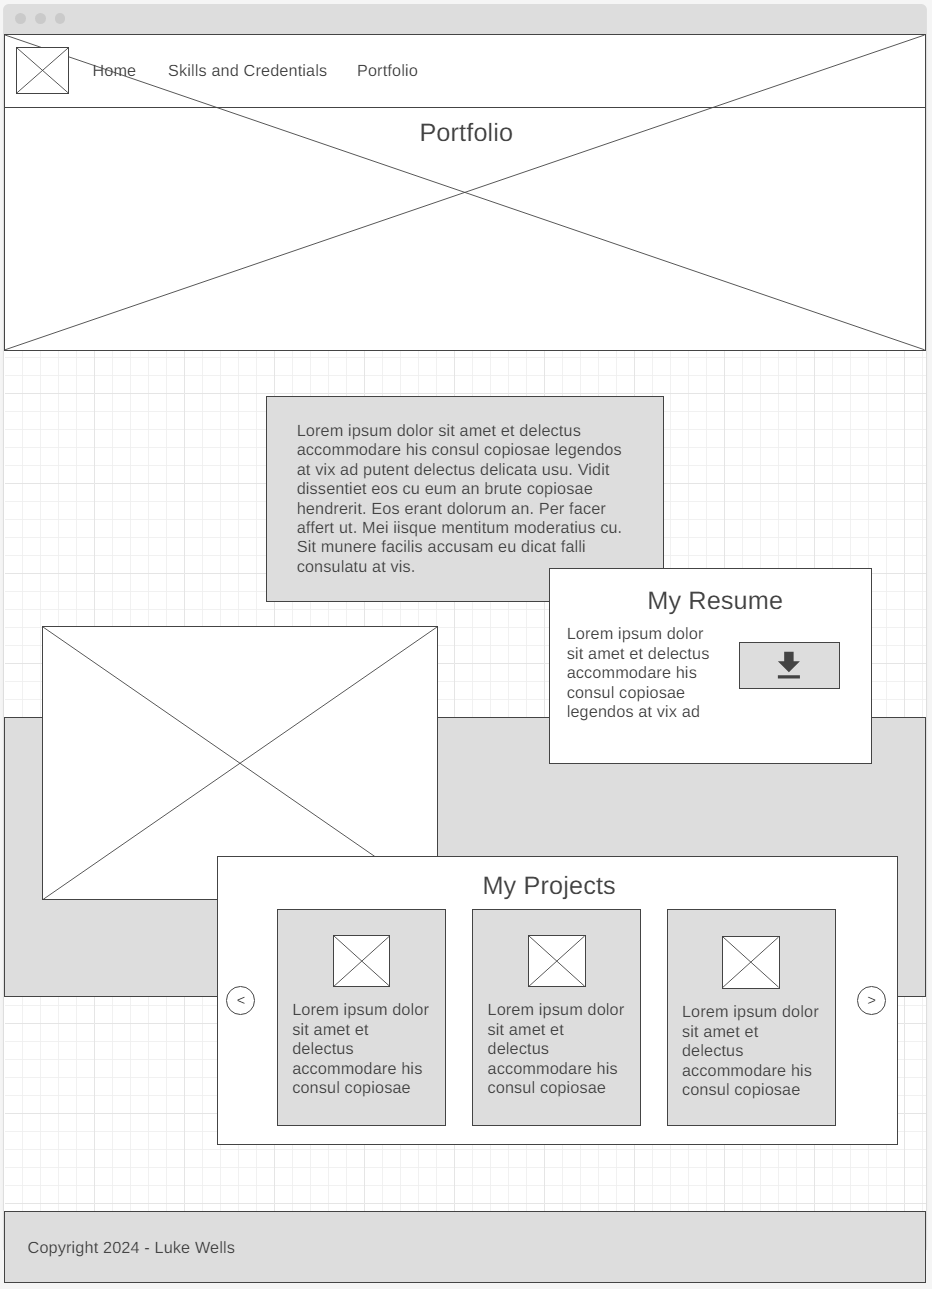 Home Skills and Credentials Portfolio
Portfolio
Lorem ipsum dolor sit amet et delectus
accommodare his consul copiosae legendos
at vix ad putent delectus delicata usu. Vidit
dissentiet eos cu eum an brute copiosae
hendrerit. Eos erant dolorum an. Per facer
affert ut. Mei iisque mentitum moderatius cu.
Sit munere facilis accusam eu dicat falli
consulatu at vis.
My Resume
Lorem ipsum dolor
sit amet et delectus
accommodare his
consul copiosae
legendos at vix ad
My Projects
<
Lorem ipsum dolor
sit amet et
delectus
accommodare his
consul copiosae
Lorem ipsum dolor
sit amet et
delectus
accommodare his
consul copiosae
Lorem ipsum dolor
sit amet et
delectus
accommodare his
consul copiosae
>
Copyright 2024 - Luke Wells